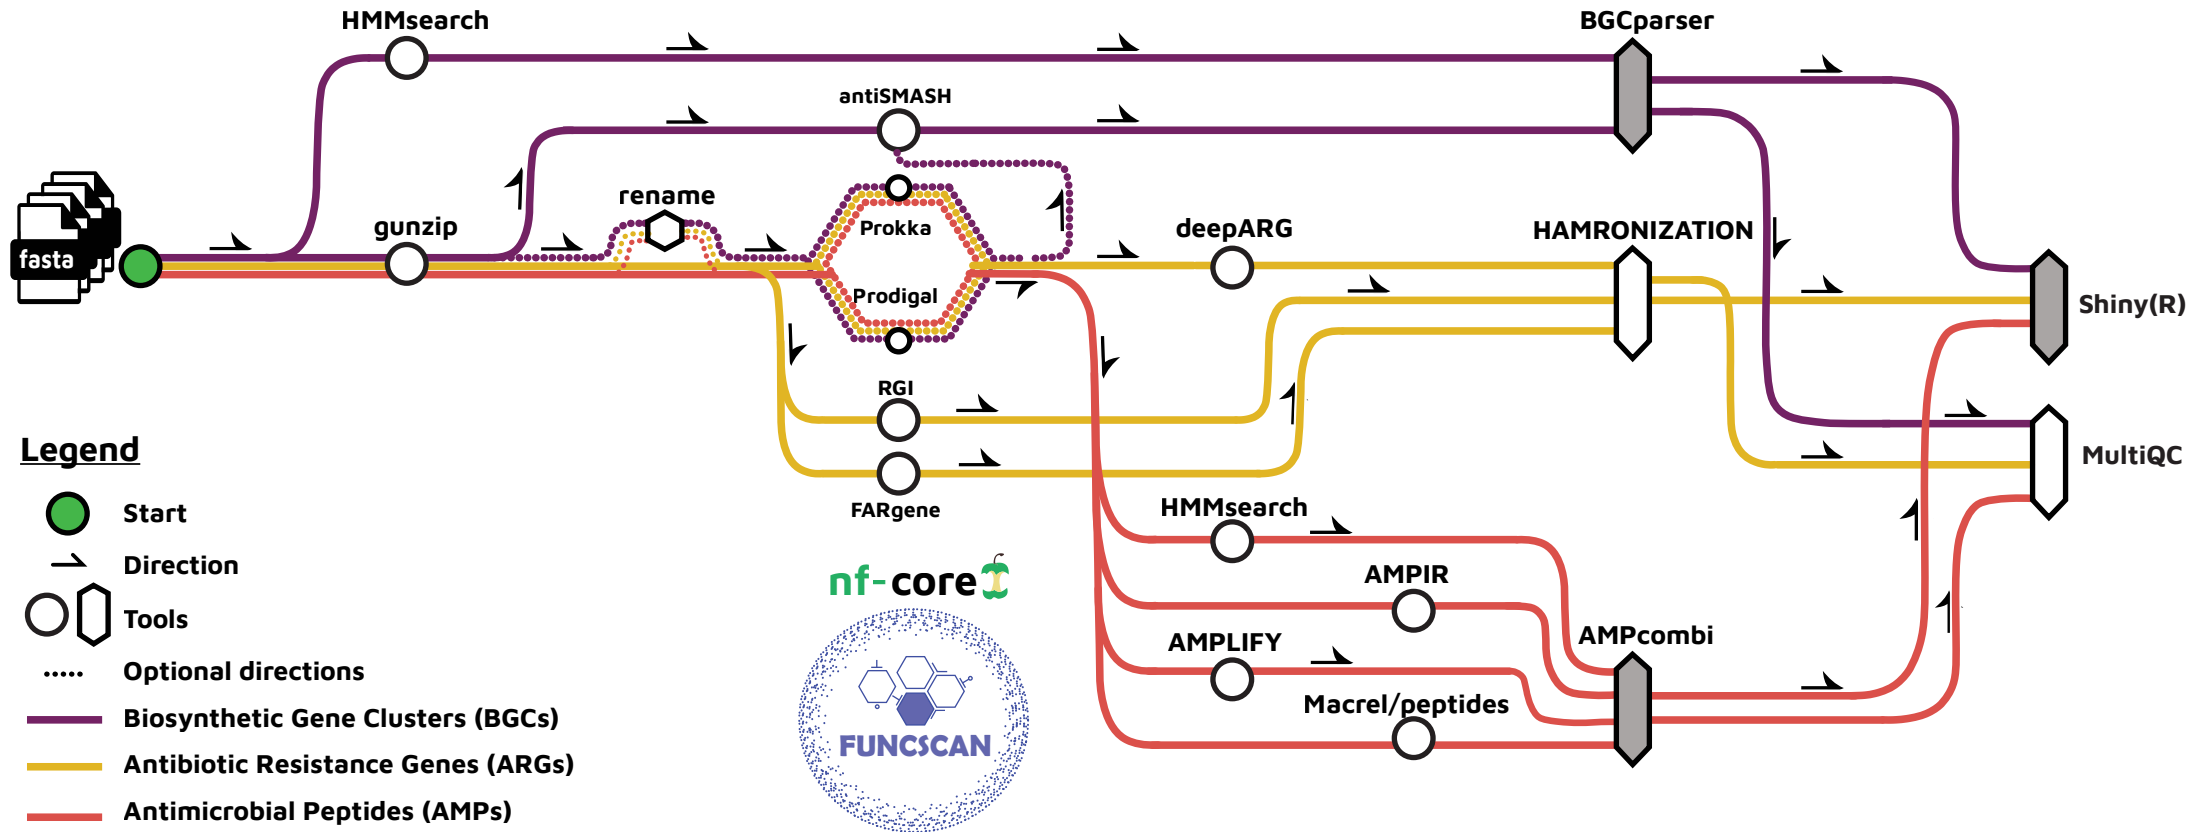 HMMsearch
BGCparser
antiSMASH
rename
gunzip
Prokka
deepARG
HAMRONIZATION
fasta
Prodigal
Shiny(R)
RGI
Legend
MultiQC
FARgene
HMMsearch
Start
Direction
nf-core
AMPIR
Tools
AMPLIFY
AMPcombi
Optional directions
Macrel/peptides
Biosynthetic Gene Clusters (BGCs)
FUNCSCAN
Antibiotic Resistance Genes (ARGs)
Antimicrobial Peptides (AMPs)